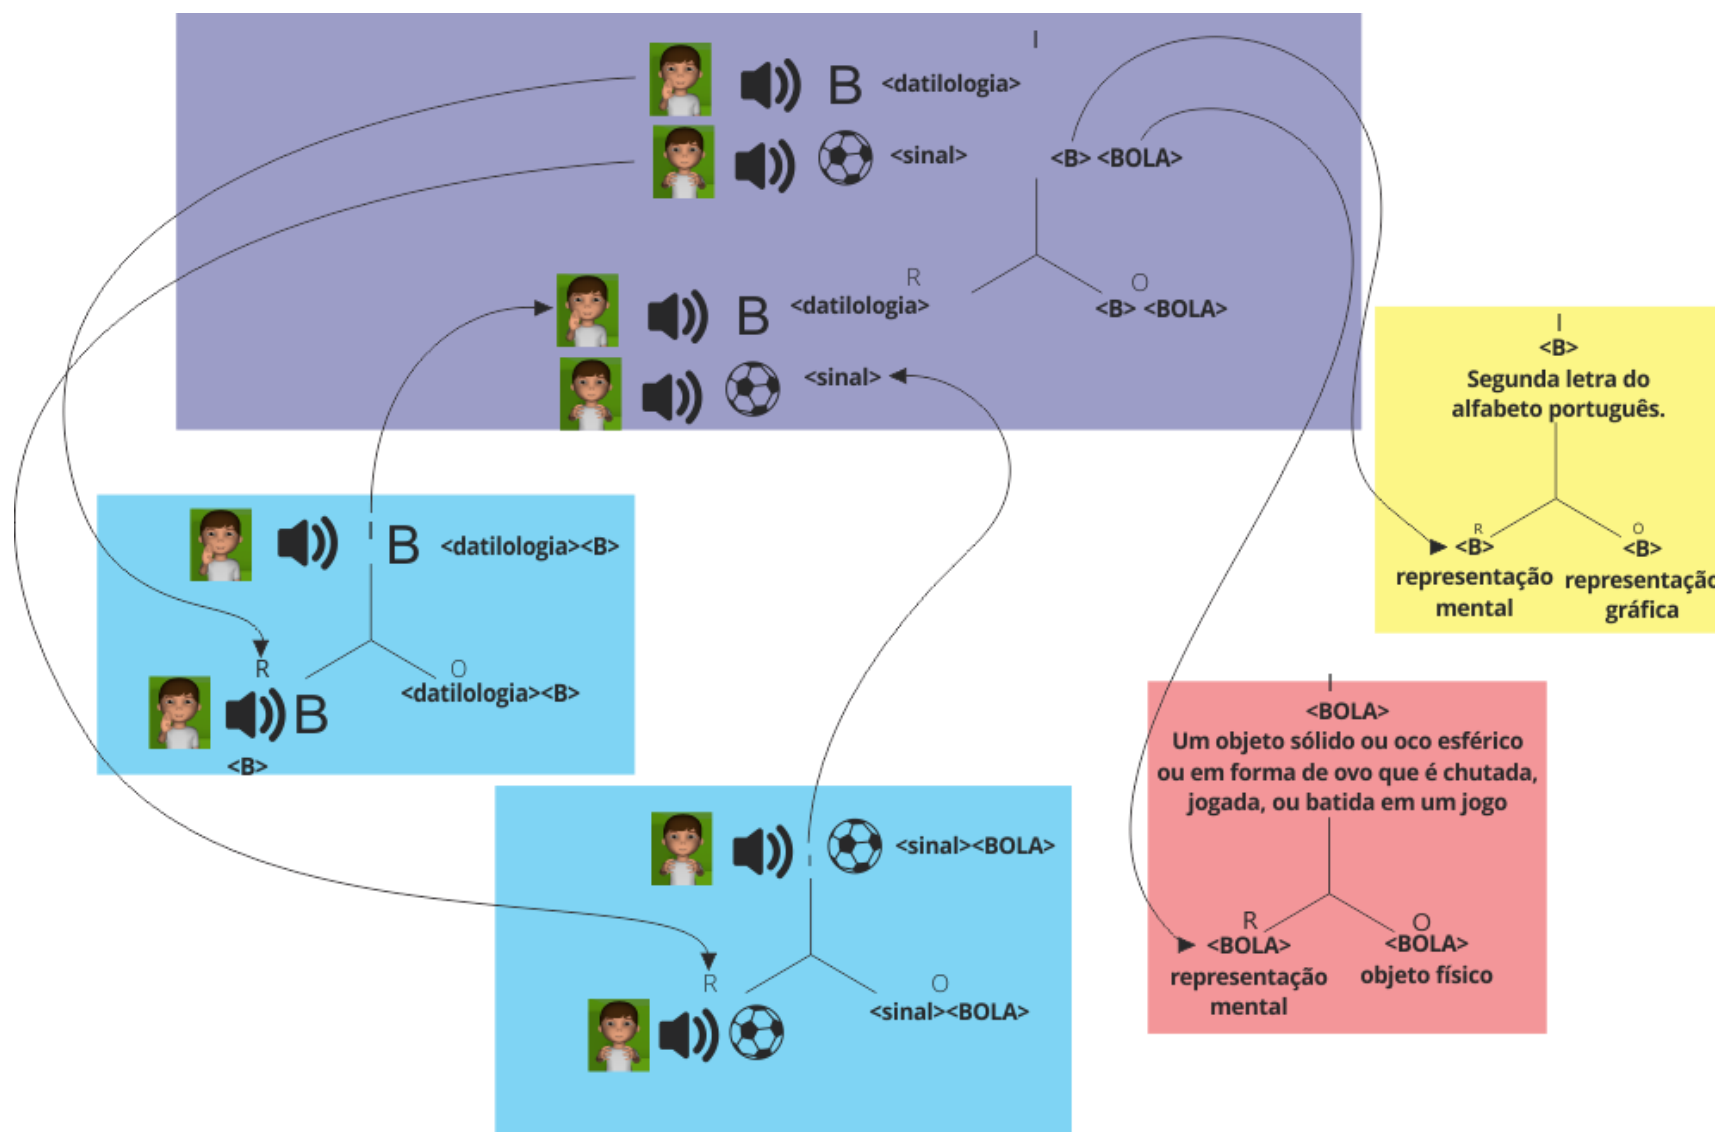 I
B <datilologia>
<sinal>
<B> <BOLA>
R
O
B <datilologia>
<B> <BOLA>
<sinal>
I
<B>
Segunda letra do
alfabeto português.
R
O
<B>
<B>
representação
mental
representação
gráfica
I
B <datilologia><B>
R
O
B
<datilologia><B>
<B>
I
<BOLA>
Um objeto sólido ou oco esférico
ou em forma de ovo que é chutada,
jogada, ou batida em um jogo
R
O
<BOLA>
<BOLA>
representação
mental
objeto físico
I
<sinal><BOLA>
R
O
<sinal><BOLA>